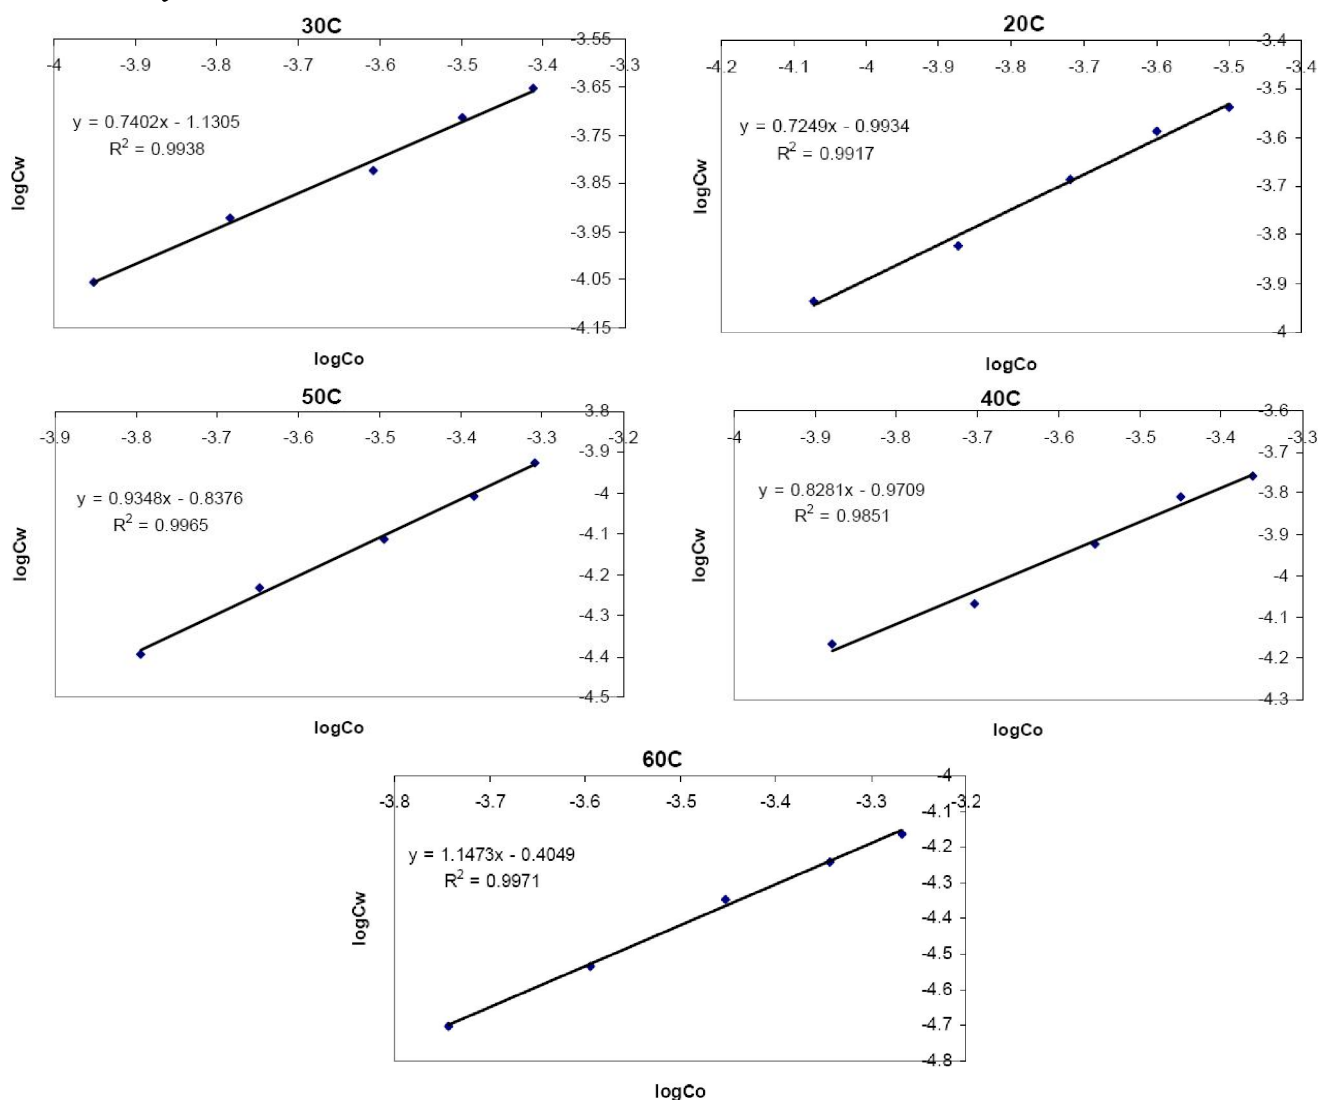 30C
-4 -3.9 -3.8 -3.7 -3.6 -3.5 -3.4 -3.3
-3.55
-3.65
-3.75
-3.85
-3.95
-4.05
-4.15
y = 0.7402x - 1.1305
R² = 0.9938
logCw
logCo
20C
-4.2 -4.1 -4 -3.9 -3.8 -3.7 -3.6 -3.5 -3.4
-3.4
-3.5
-3.6
-3.7
-3.8
-3.9
-4
y = 0.7249x - 0.9934
R² = 0.9917
logCw
logCo
50C
-3.9 -3.8 -3.7 -3.6 -3.5 -3.4 -3.3 -3.2
-3.8
-3.9
-4
-4.1
-4.2
-4.3
-4.4
-4.5
y = 0.9348x - 0.8376
R² = 0.9965
logCw
logCo
40C
-4 -3.9 -3.8 -3.7 -3.6 -3.5 -3.4 -3.3
-3.6
-3.7
-3.8
-3.9
-4
-4.1
-4.2
-4.3
y = 0.8281x - 0.9709
R² = 0.9851
logCw
logCo
60C
-3.8 -3.7 -3.6 -3.5 -3.4 -3.3 -3.2
-4
-4.1
-4.2
-4.3
-4.4
-4.5
-4.6
-4.7
-4.8
y = 1.1473x - 0.4049
R² = 0.9971
logCw
logCo